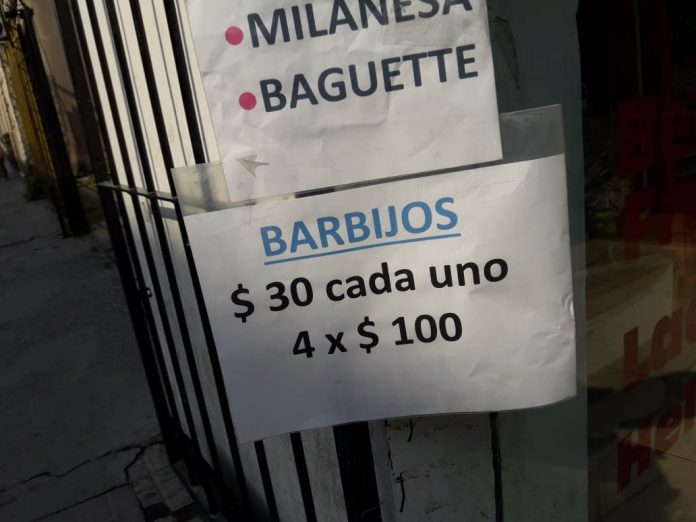 • MILANESA
• BAGUETTE
BARBIJOS
$ 30 cada uno
4 x $ 100